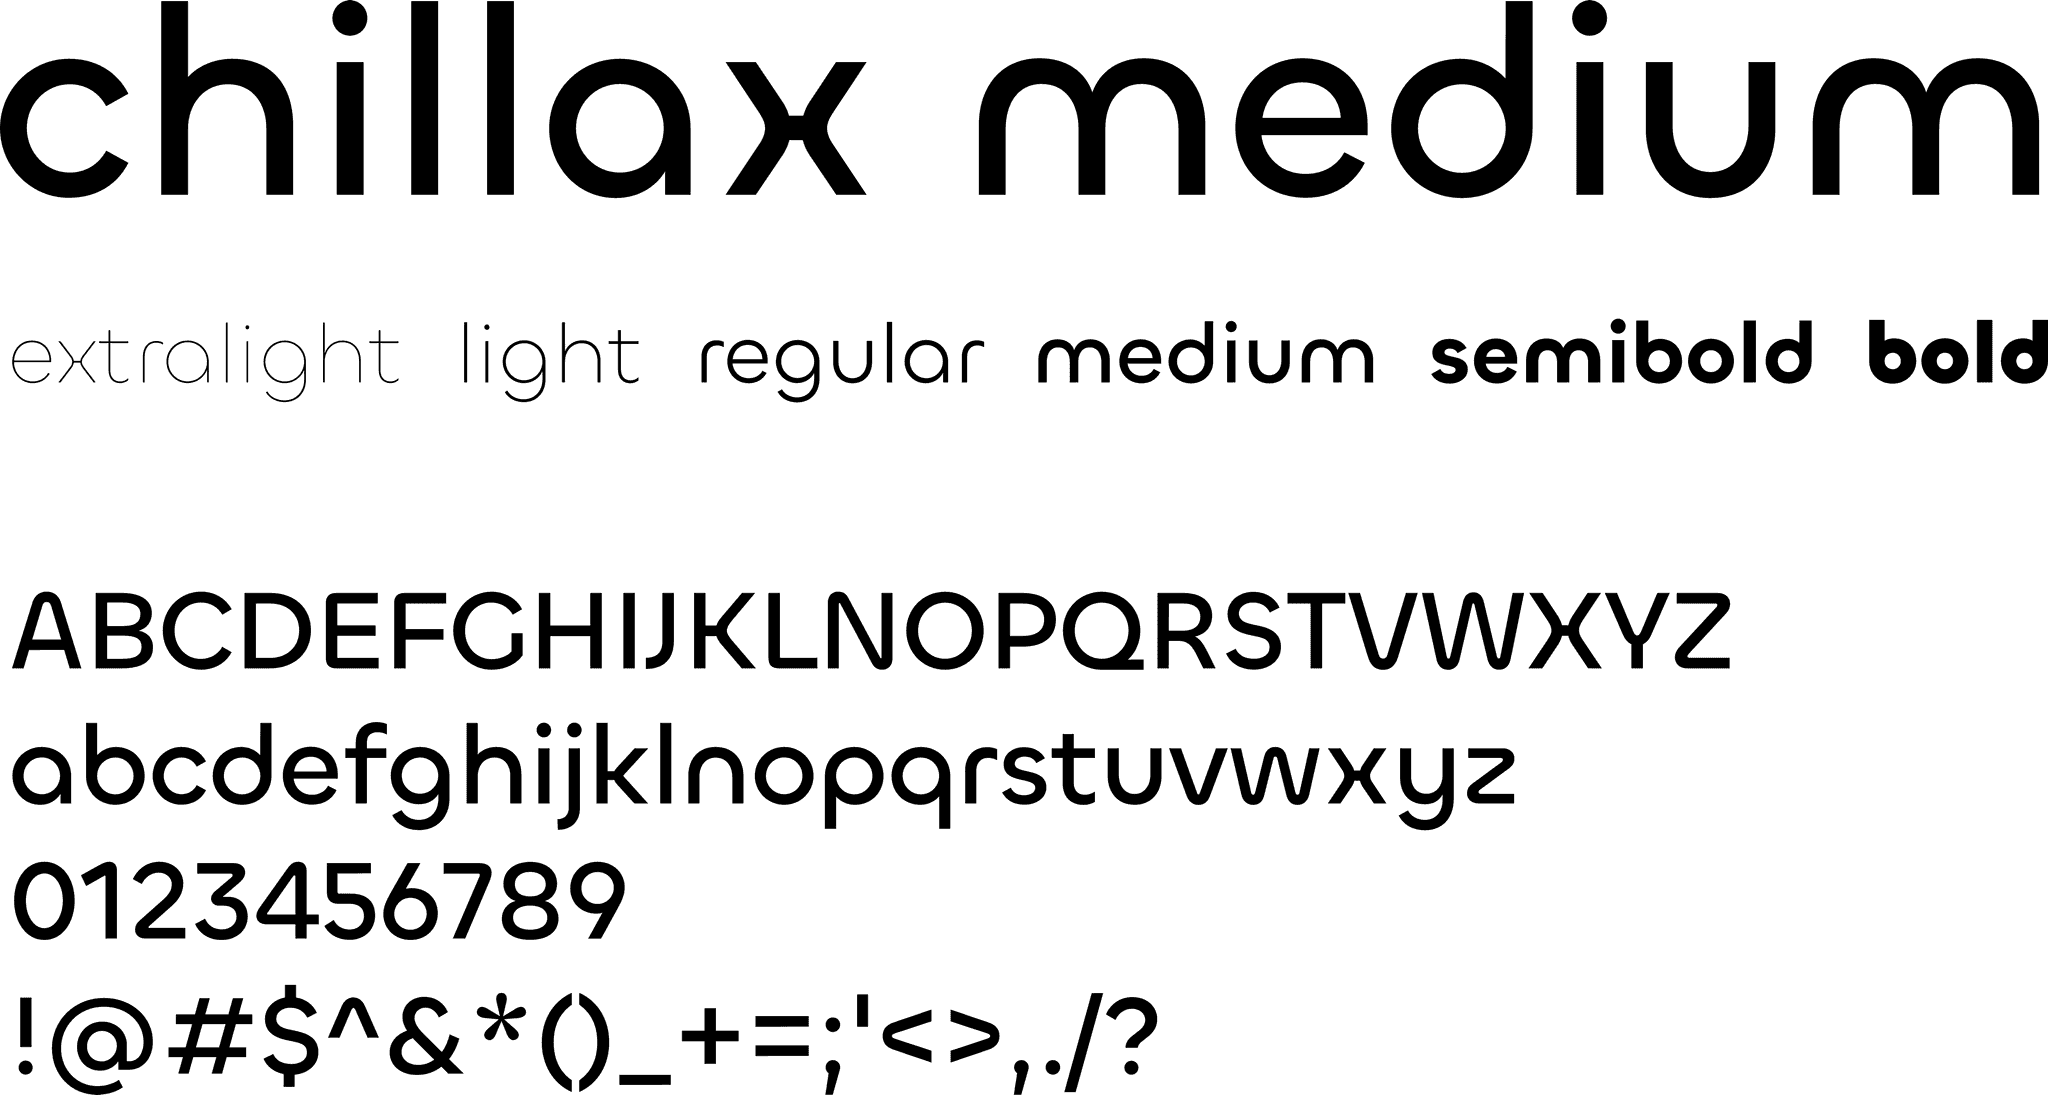 chillax medium
extralight light regular medium semibold bold
ABCDEFGHIJKLNOPQRSTVWXYZ
abcdefghijklnopqrstuvwxyz
0123456789
!@#$^&*()_+=;'<>,./?